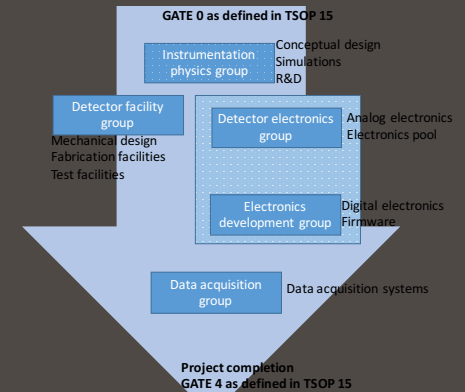 GATE 0 as defined in TSOP 15
Instrumentation
physics group
Conceptual design
Simulations
R&D
Detector facility
group
Mechanical design
Fabrication facilities
Test facilities
Detector electronics
group
Analog electronics
Electronics pool
Electronics
development group
Digital electronics
Firmware
Data acquisition
group
Data acquisition systems
Project completion
GATE 4 as defined in TSOP 15